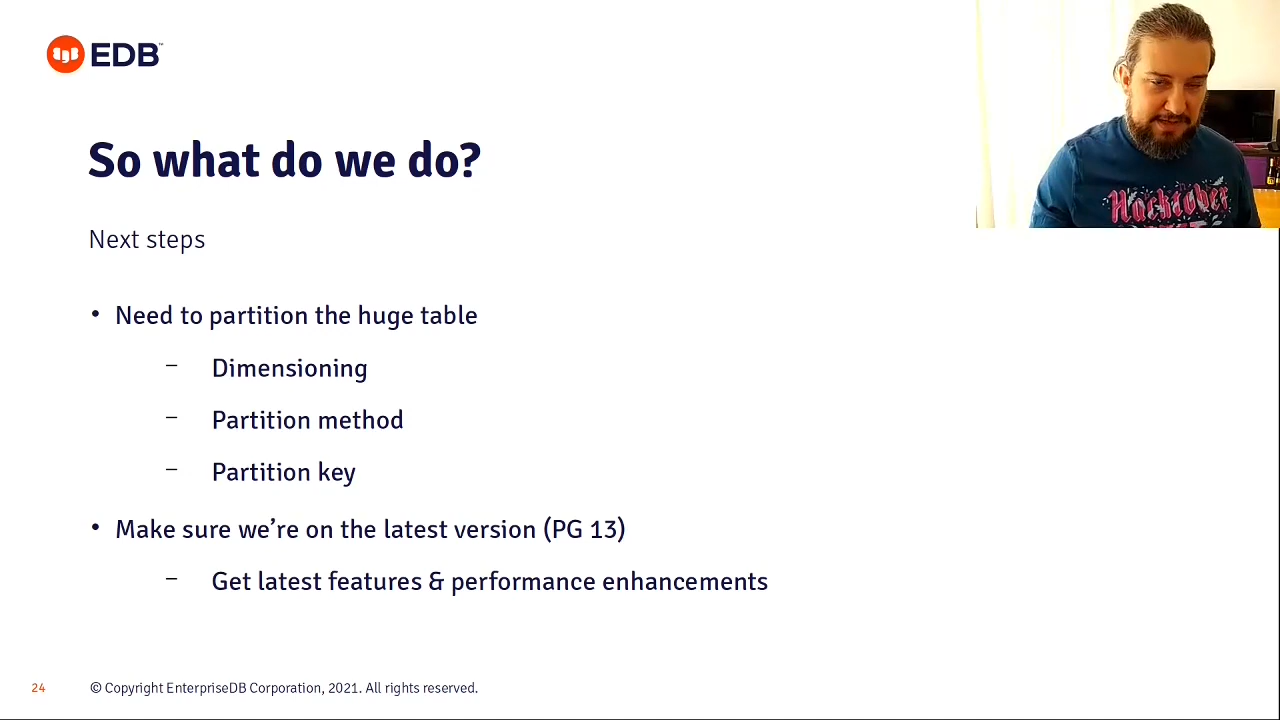 EDB™
So what do we do?
Next steps
• Need to partition the huge table
– Dimensioning
– Partition method
– Partition key
• Make sure we’re on the latest version (PG 13)
– Get latest features & performance enhancements
24 © Copyright EnterpriseDB Corporation, 2021. All rights reserved.
Hacktober